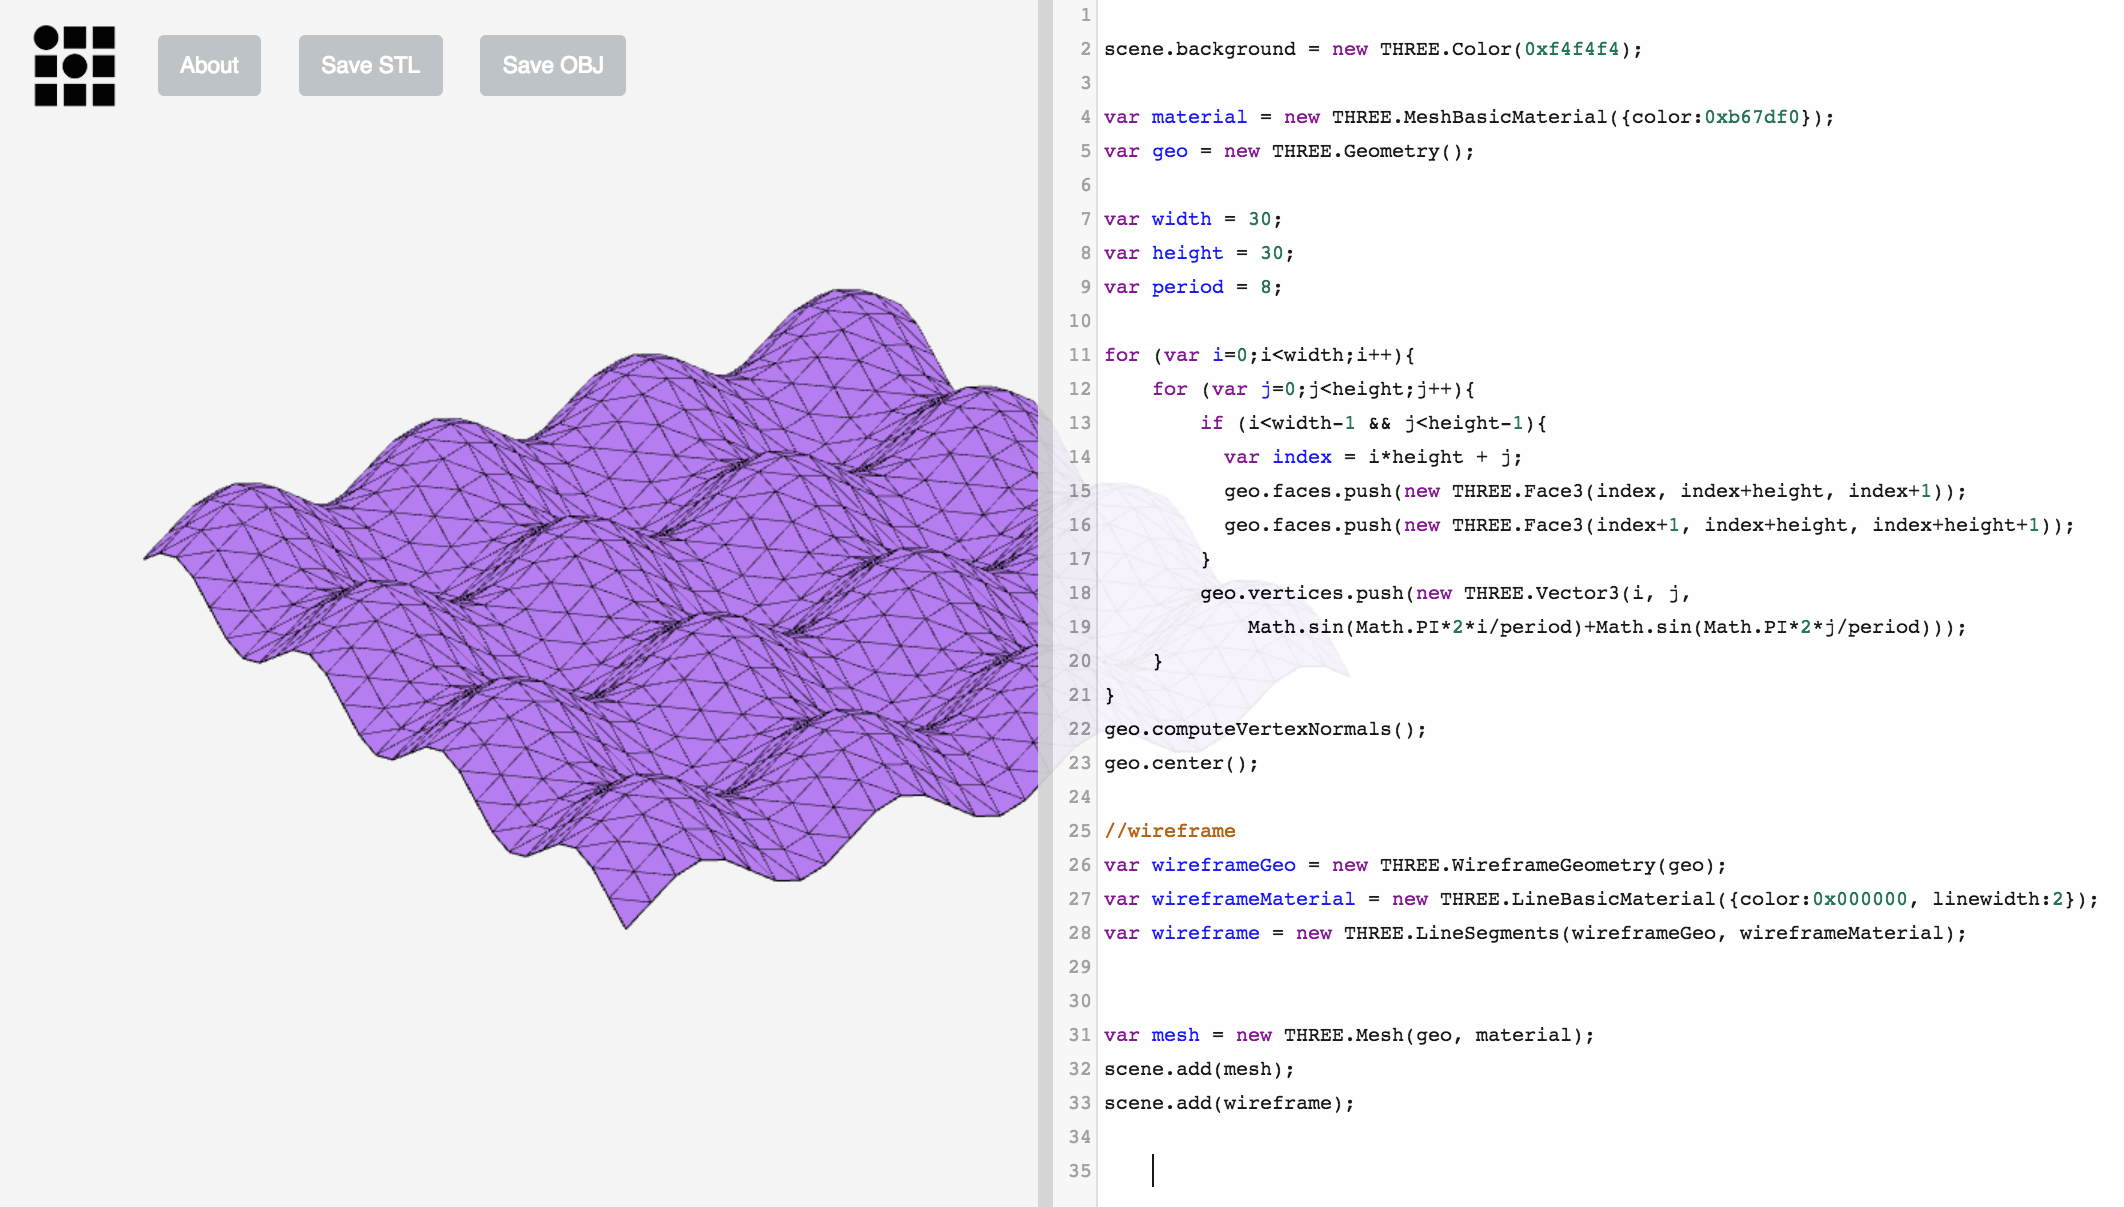 About Save STL Save OBJ
1
2 scene.background = new THREE.Color(0xf4f4f4);
3
4 var material = new THREE.MeshBasicMaterial({color:0xb67df0});
5 var geo = new THREE.Geometry();
6
7 var width = 30;
8 var height = 30;
9 var period = 8;
10
11 for (var i=0;i<width;i++){
12     for (var j=0;j<height;j++){
13         if (i<width-1 && j<height-1){
14           var index = i*height + j;
15           geo.faces.push(new THREE.Face3(index, index+height, index+1));
16           geo.faces.push(new THREE.Face3(index+1, index+height, index+height+1));
17         }
18         geo.vertices.push(new THREE.Vector3(i, j,
19             Math.sin(Math.PI*2*i/period)+Math.sin(Math.PI*2*j/period)));
20     }
21 }
22 geo.computeVertexNormals();
23 geo.center();
24
25 //wireframe
26 var wireframeGeo = new THREE.WireframeGeometry(geo);
27 var wireframeMaterial = new THREE.LineBasicMaterial({color:0x000000, linewidth:2});
28 var wireframe = new THREE.LineSegments(wireframeGeo, wireframeMaterial);
29
30
31 var mesh = new THREE.Mesh(geo, material);
32 scene.add(mesh);
33 scene.add(wireframe);
34
35